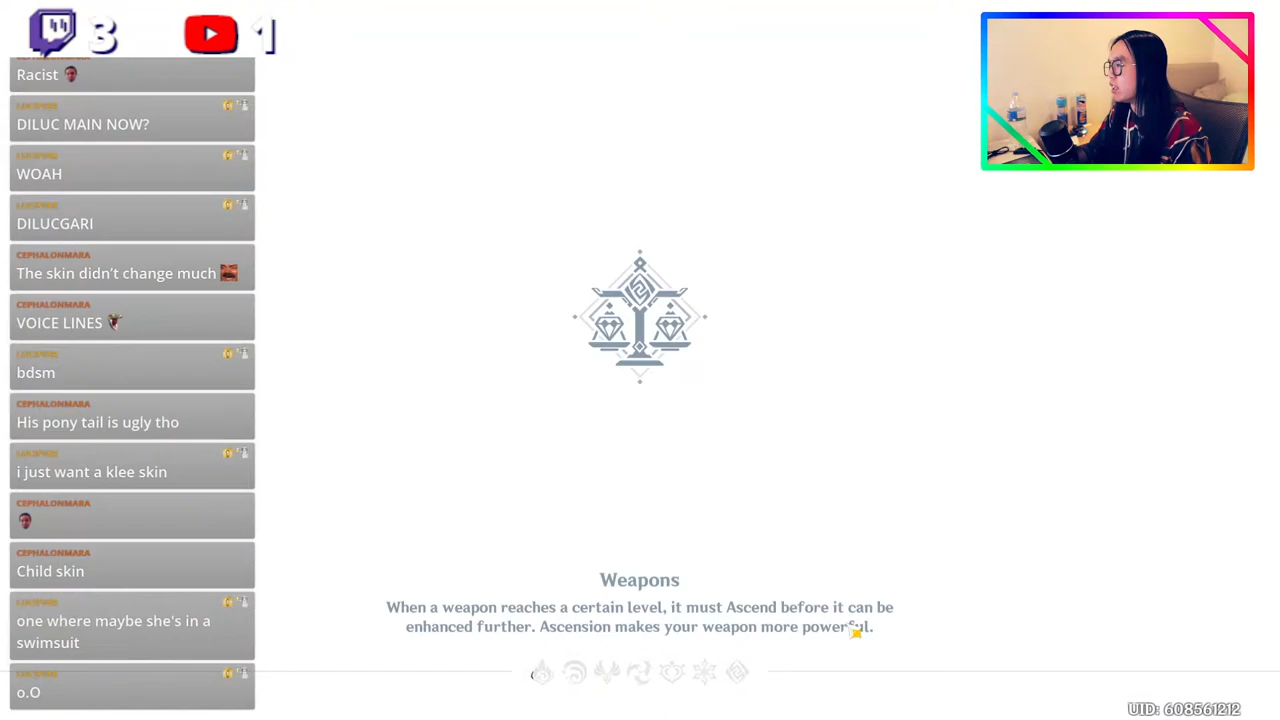 3
1
Racist
DILUC MAIN NOW?
WOAH
DILUCGARI
CEPHALONMARA
The skin didn't change much
CEPHALONMARA
VOICE LINES
bdsm
CEPHALONMARA
His pony tail is ugly tho
i just want a klee skin
CEPHALONMARA
CEPHALONMARA
Child skin
one where maybe she's in a
swimsuit
o.O
Weapons
When a weapon reaches a certain level, it must Ascend before it can be
enhanced further. Ascension makes your weapon more powerful.
UID: 608561212